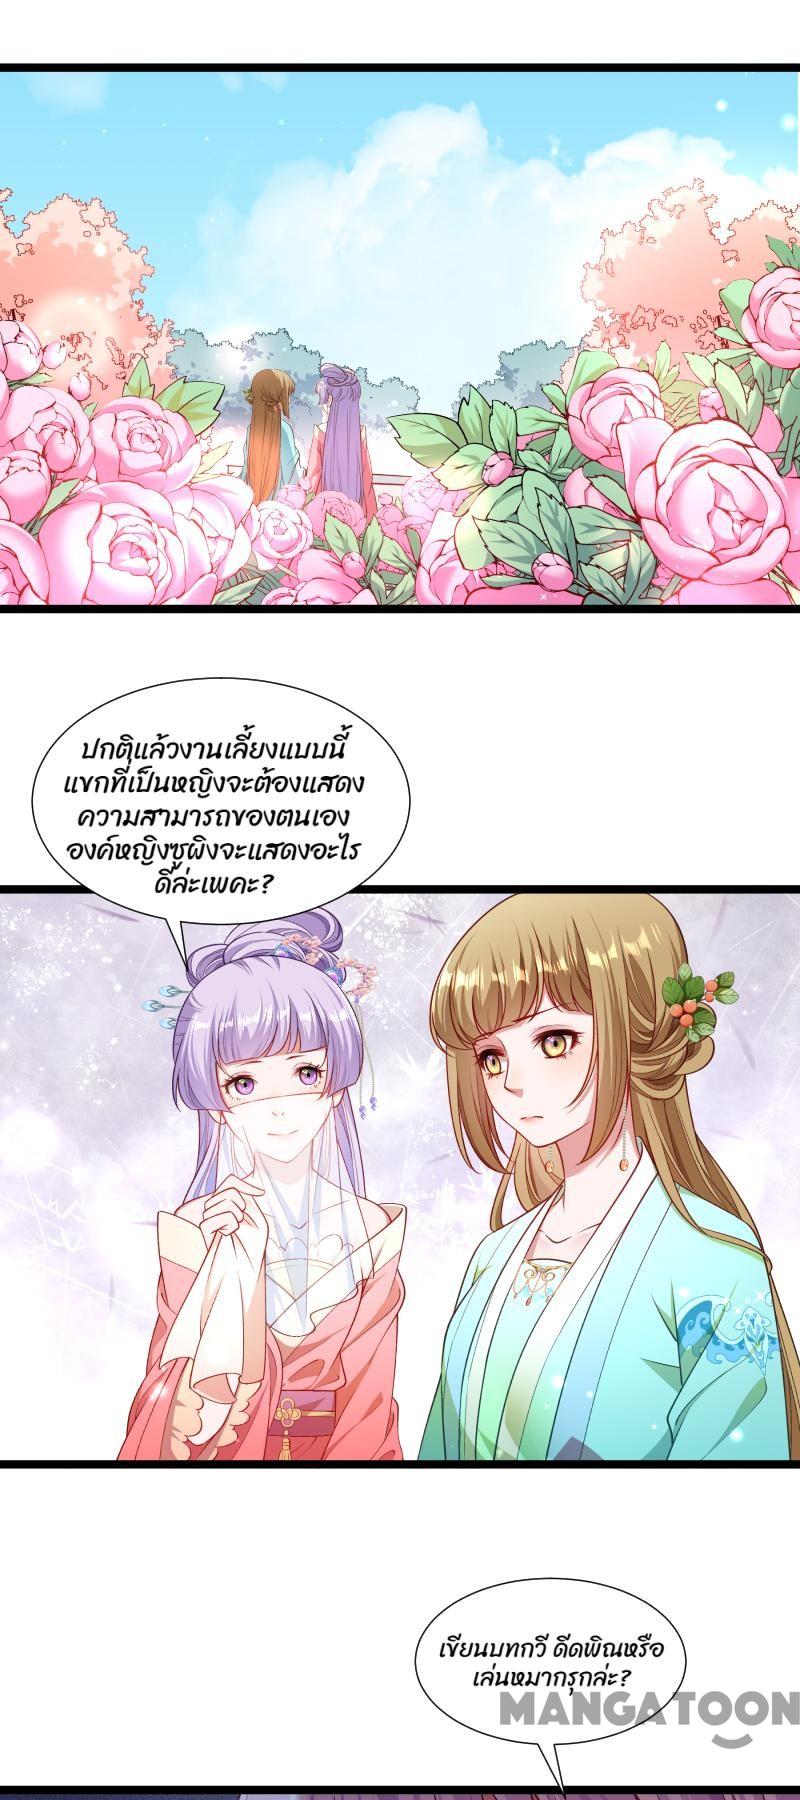 ปกติแล้วงานเลี้ยงแบบนี้
แขกที่เป็นหญิงจะต้องแสดง
ความสามารถของตนเอง
องค์หญิงซูผิงจะแสดงอะไร
ดีล่ะเพคะ?
เขียนบทกวี ดีดพิณหรือ
เล่นหมากรุกล่ะ?
MANGATOON